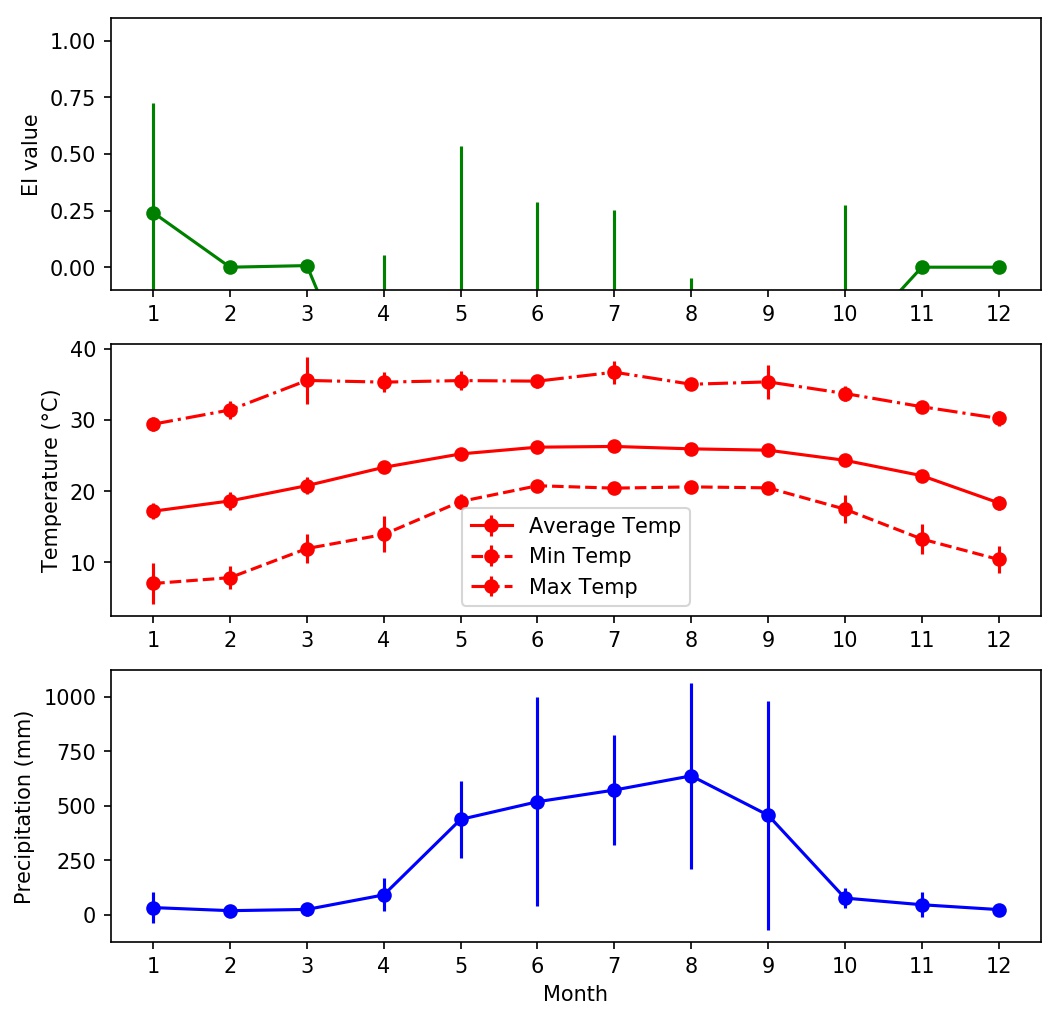 EI value
1.00
0.75
0.50
0.25
0.00
1 2 3 4 5 6 7 8 9 10 11 12
Temperature (°C)
40
30
20
10
Average Temp
Min Temp
Max Temp
1 2 3 4 5 6 7 8 9 10 11 12
Precipitation (mm)
1000
750
500
250
0
1 2 3 4 5 6 7 8 9 10 11 12
Month